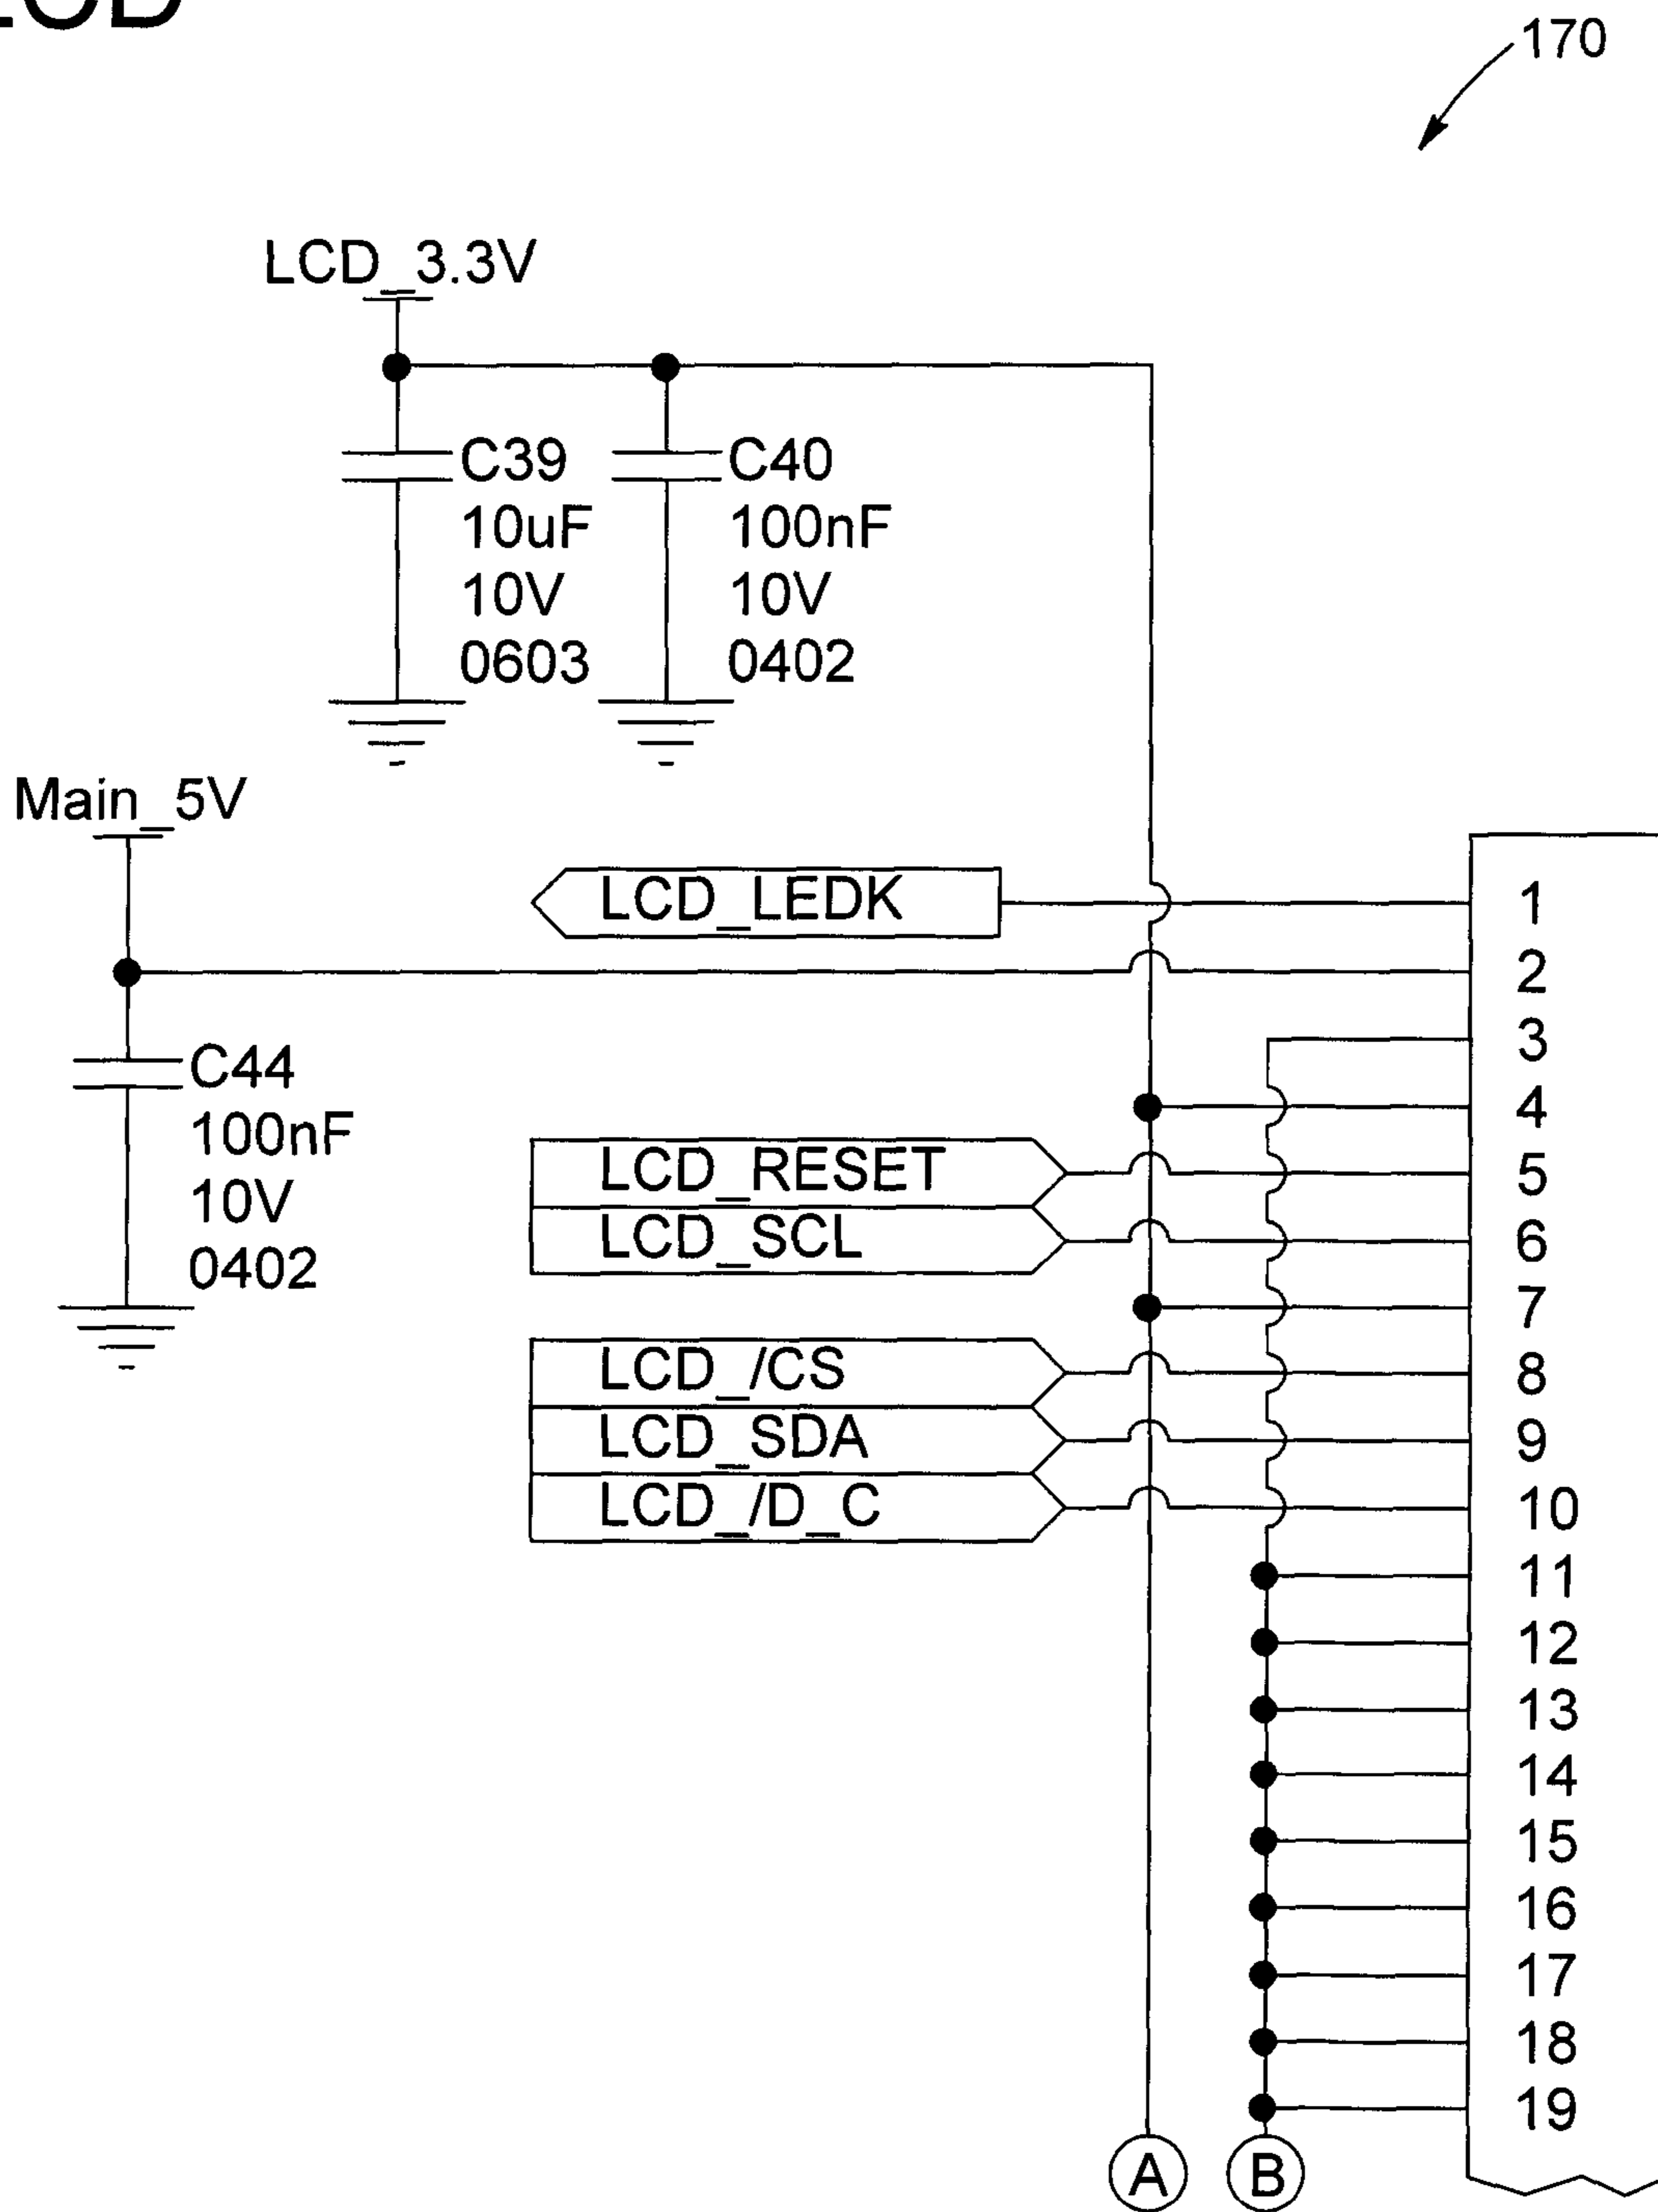 LCD
170
LCD_3.3V
C39
10uF
10V
0603
C40
100nF
10V
0402
Main_5V
C44
100nF
10V
0402
LCD_LEDK
LCD_RESET
LCD_SCL
LCD_/CS
LCD_SDA
LCD_/D_C
1
2
3
4
5
6
7
8
9
10
11
12
13
14
15
16
17
18
19
A
B